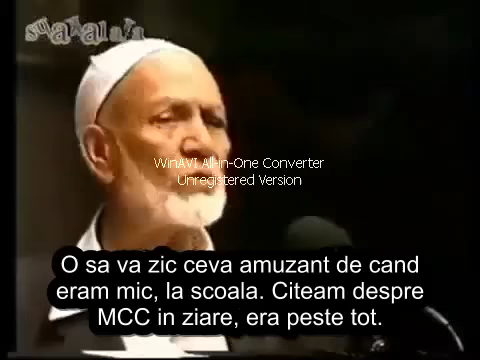 WinAVI All-in-One Converter
Unregistered Version
O sa va zic ceva amuzant de cand
eram mic, la scoala. Citeam despre
MCC in ziare, era peste tot.